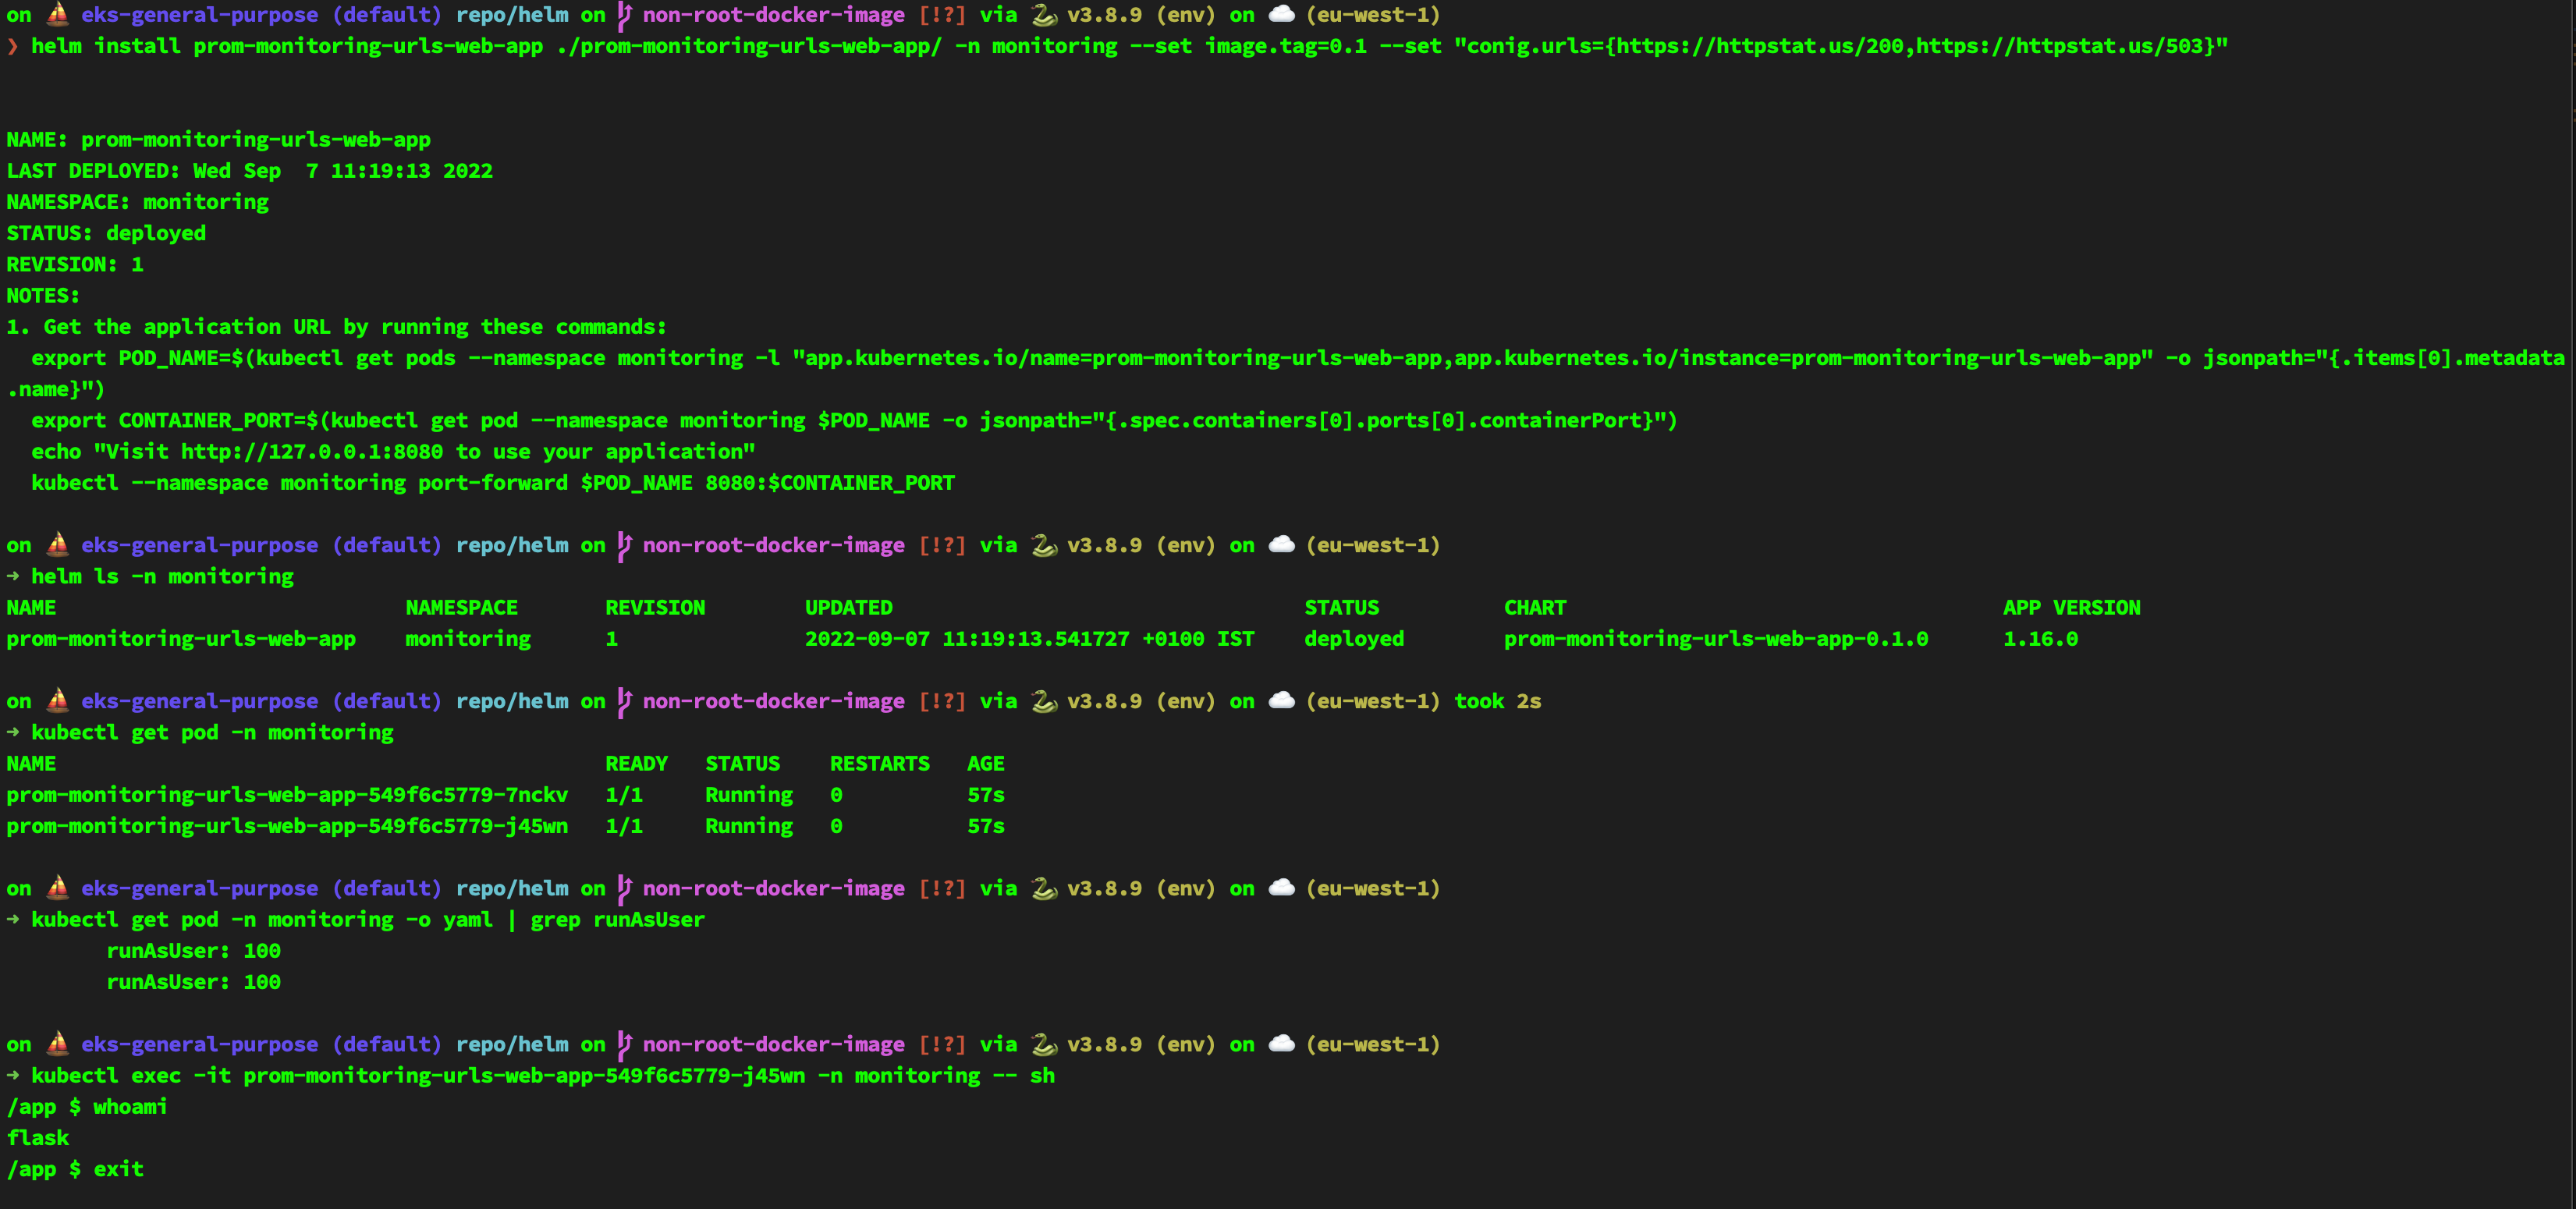 on eks-general-purpose (default) repo/helm on non-root-docker-image [!?] via v3.8.9 (env) on (eu-west-1)
❯ helm install prom-monitoring-urls-web-app ./prom-monitoring-urls-web-app/ -n monitoring --set image.tag=0.1 --set "conig.urls={https://httpstat.us/200,https://httpstat.us/503}"
NAME: prom-monitoring-urls-web-app
LAST DEPLOYED: Wed Sep  7 11:19:13 2022
NAMESPACE: monitoring
STATUS: deployed
REVISION: 1
NOTES:
1. Get the application URL by running these commands:
  export POD_NAME=$(kubectl get pods --namespace monitoring -l "app.kubernetes.io/name=prom-monitoring-urls-web-app,app.kubernetes.io/instance=prom-monitoring-urls-web-app" -o jsonpath="{.items[0].metadata
.name}")
  export CONTAINER_PORT=$(kubectl get pod --namespace monitoring $POD_NAME -o jsonpath="{.spec.containers[0].ports[0].containerPort}")
  echo "Visit http://127.0.0.1:8080 to use your application"
  kubectl --namespace monitoring port-forward $POD_NAME 8080:$CONTAINER_PORT
on eks-general-purpose (default) repo/helm on non-root-docker-image [!?] via v3.8.9 (env) on (eu-west-1)
➜ helm ls -n monitoring
NAME NAMESPACE REVISION UPDATED STATUS CHART APP VERSION
prom-monitoring-urls-web-app monitoring 1 2022-09-07 11:19:13.541727 +0100 IST deployed prom-monitoring-urls-web-app-0.1.0 1.16.0
on eks-general-purpose (default) repo/helm on non-root-docker-image [!?] via v3.8.9 (env) on (eu-west-1) took 2s
➜ kubectl get pod -n monitoring
NAME READY STATUS RESTARTS AGE
prom-monitoring-urls-web-app-549f6c5779-7nckv 1/1 Running 0 57s
prom-monitoring-urls-web-app-549f6c5779-j45wn 1/1 Running 0 57s
on eks-general-purpose (default) repo/helm on non-root-docker-image [!?] via v3.8.9 (env) on (eu-west-1)
➜ kubectl get pod -n monitoring -o yaml | grep runAsUser
        runAsUser: 100
        runAsUser: 100
on eks-general-purpose (default) repo/helm on non-root-docker-image [!?] via v3.8.9 (env) on (eu-west-1)
➜ kubectl exec -it prom-monitoring-urls-web-app-549f6c5779-j45wn -n monitoring -- sh
/app $ whoami
flask
/app $ exit